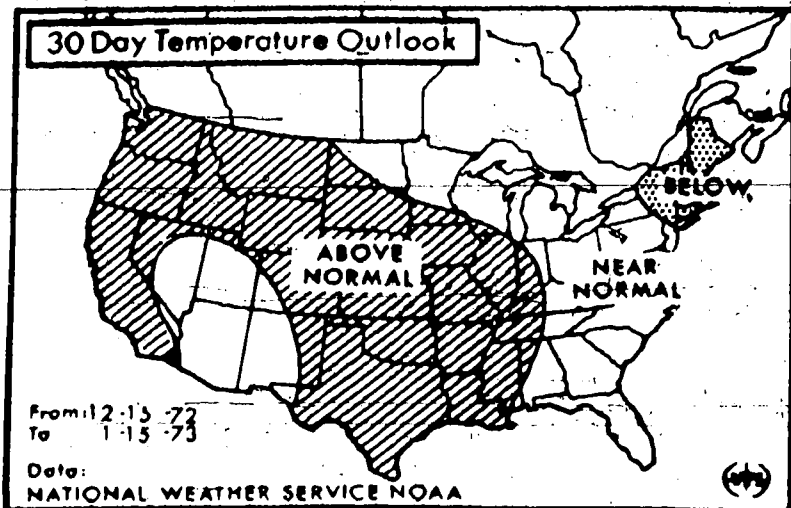 30 Day Temperature Outlook
BELOW
ABOVE
NORMAL
NEAR
NORMAL
From: 12-15-72
To 1-15-73
Data:
NATIONAL WEATHER SERVICE NOAA